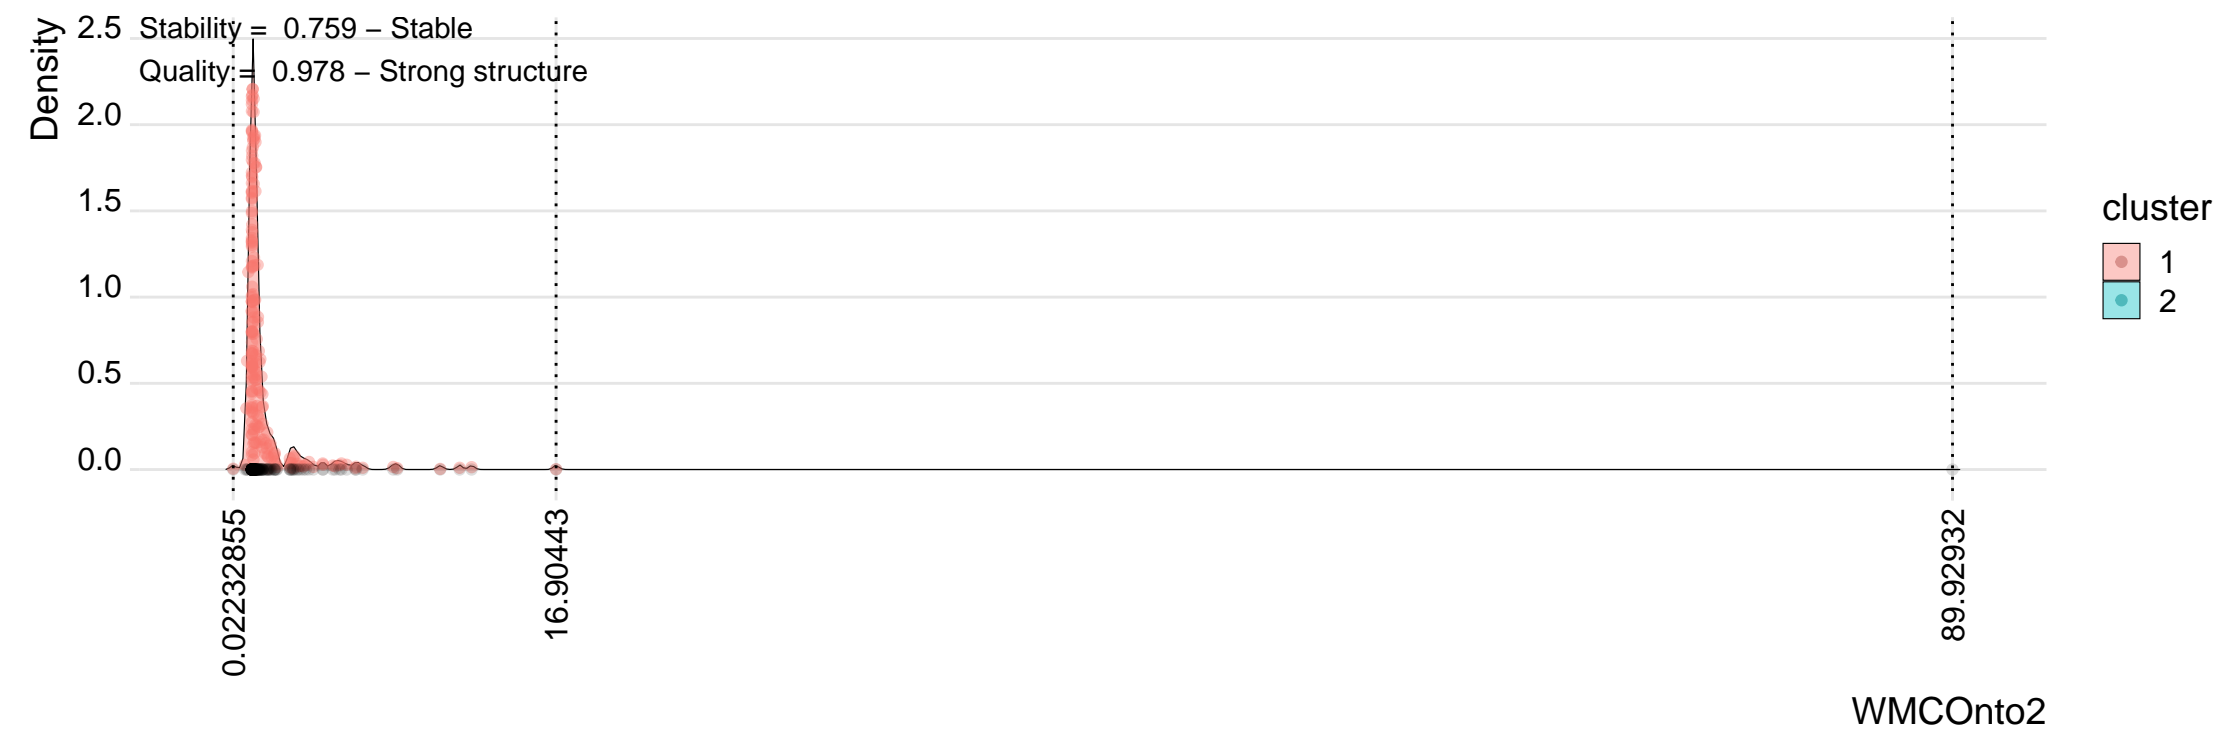 Density
2.5
2.0
1.5
1.0
0.5
0.0
Stability =  0.759 – Stable
Quality =  0.978 – Strong structure
0.022332855
16.90443
89.92932
WMCOnto2
cluster
1
2